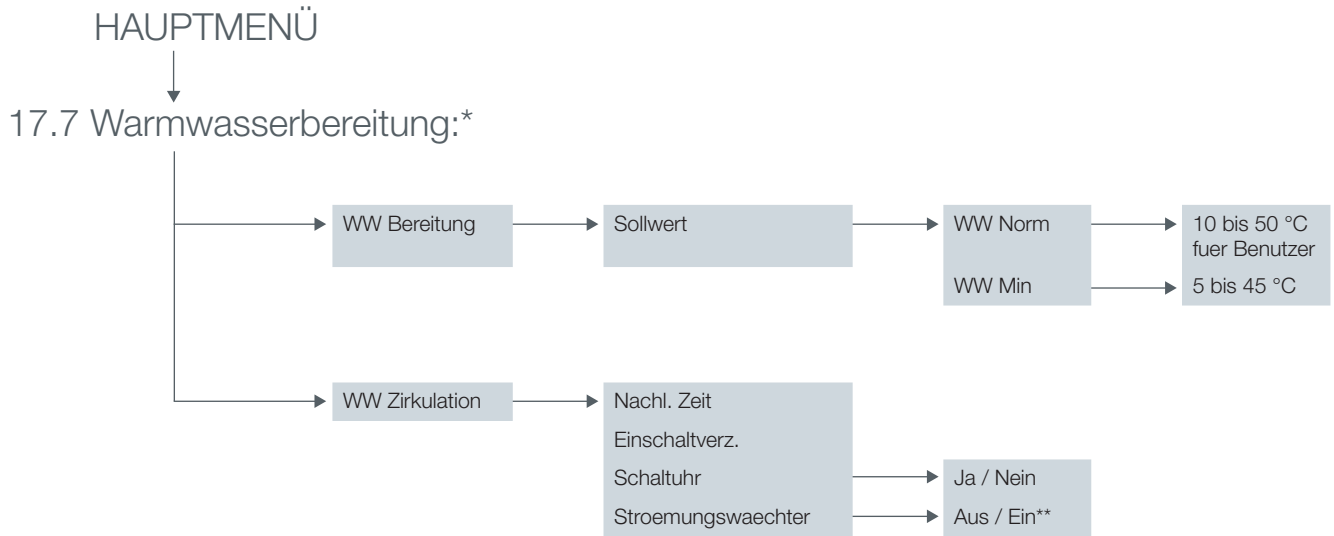 HAUPTMENÜ
17.7 Warmwasserbereitung:*
WW Bereitung
Sollwert
WW Norm
10 bis 50 °C
fuer Benutzer
WW Min
5 bis 45 °C
WW Zirkulation
Nachl. Zeit
Einschaltverz.
Schaltuhr
Ja / Nein
Stroemungswaechter
Aus / Ein**